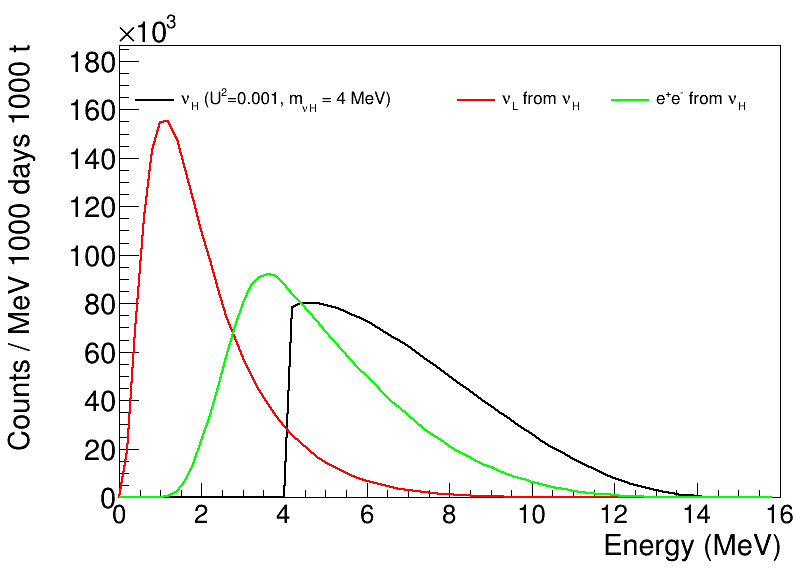 ×10³
180
160
140
120
100
80
60
40
20
0
Counts / MeV 1000 days 1000 t
ν_H (U²=0.001, m_νH = 4 MeV)
ν_L from ν_H
e⁺e⁻ from ν_H
0 2 4 6 8 10 12 14 16
Energy (MeV)